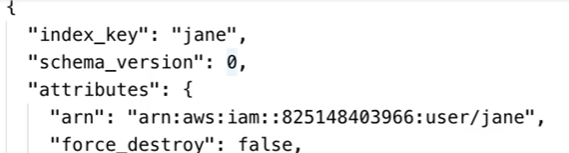 {
"index_key": "jane",
"schema_version": 0,
"attributes": {
"arn": "arn:aws:iam::825148403966:user/jane",
"force_destroy": false,